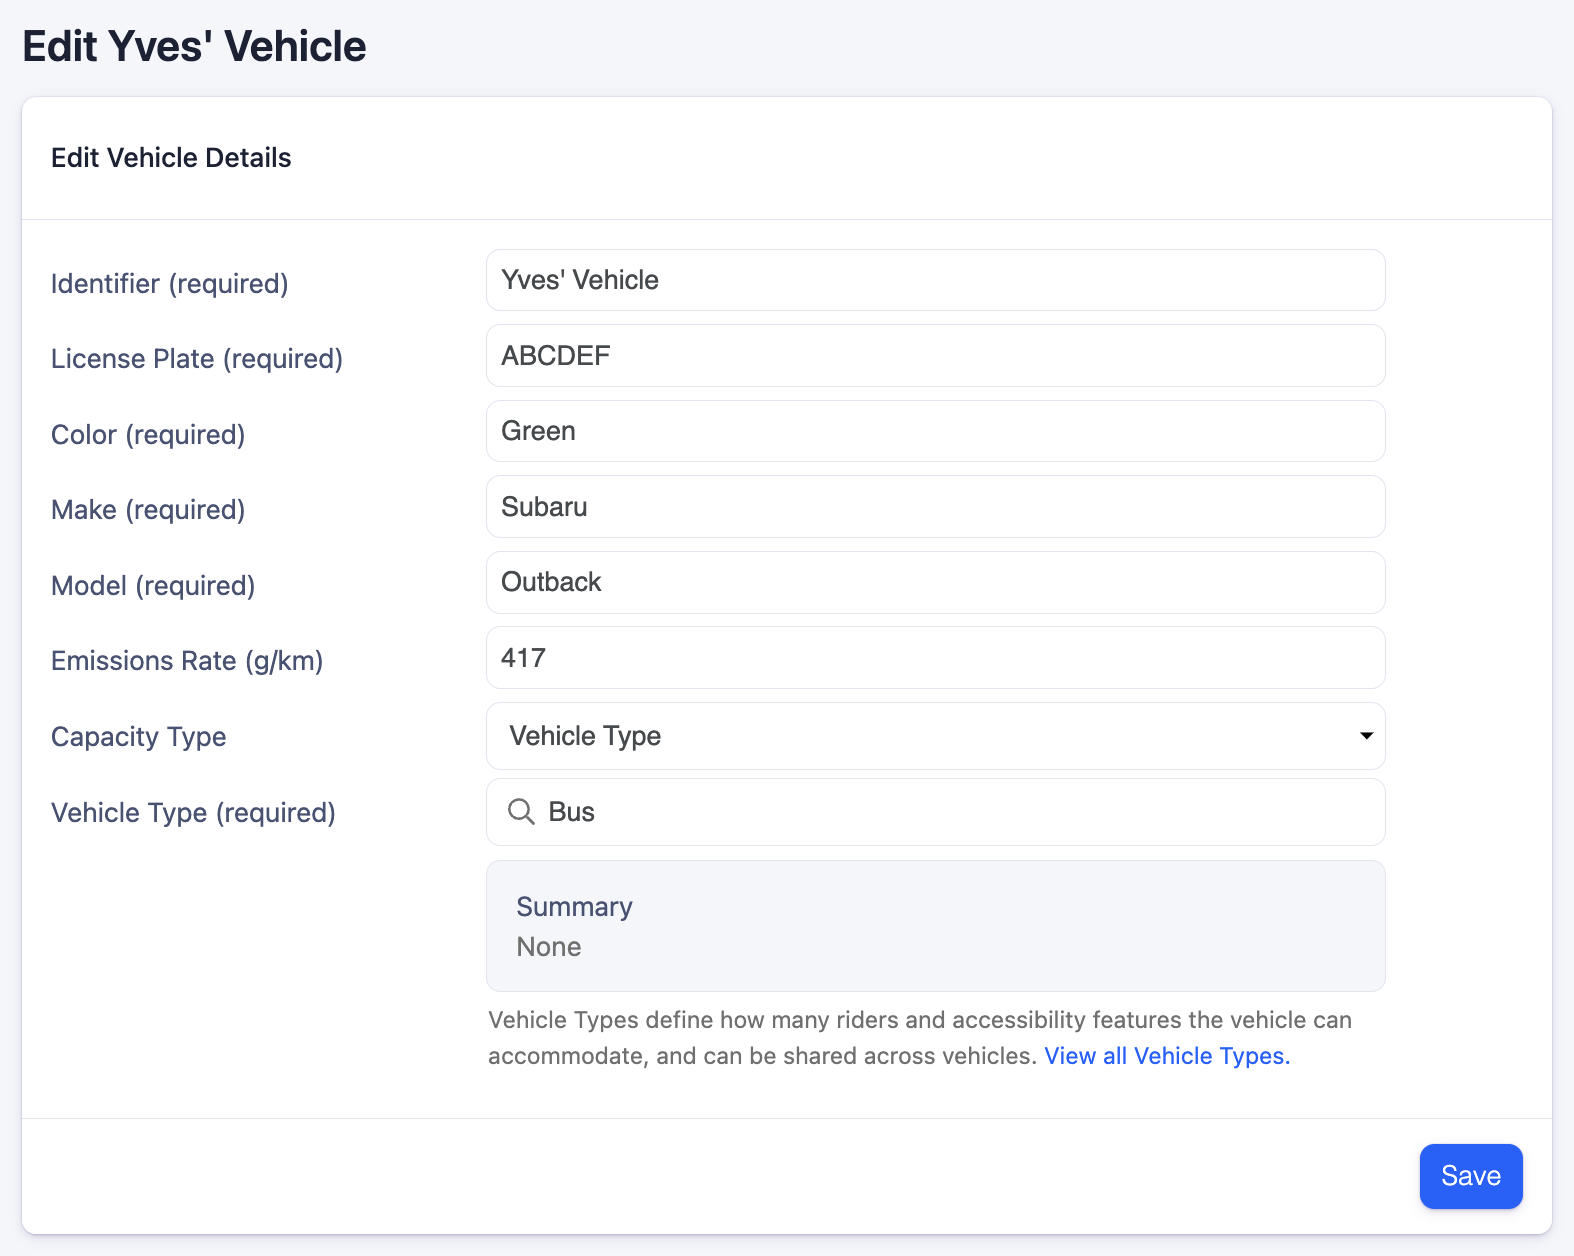 Edit Yves' Vehicle
Edit Vehicle Details
Identifier (required)
Yves' Vehicle
License Plate (required)
ABCDEF
Color (required)
Green
Make (required)
Subaru
Model (required)
Outback
Emissions Rate (g/km)
417
Capacity Type
Vehicle Type
Vehicle Type (required)
Bus
Summary
None
Vehicle Types define how many riders and accessibility features the vehicle can
accommodate, and can be shared across vehicles. View all Vehicle Types.
Save